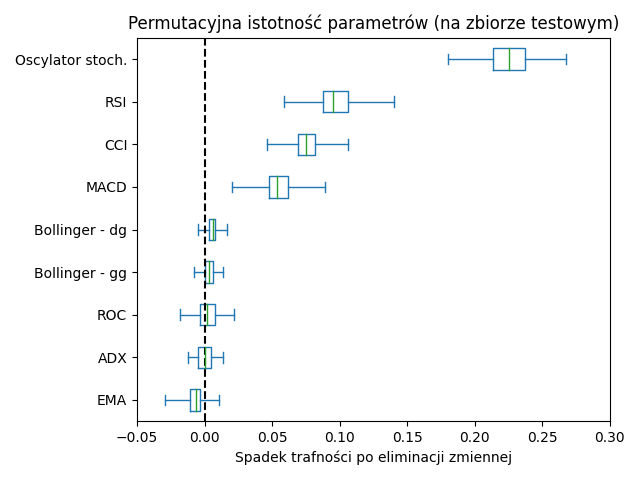 Permutacyjna istotność parametrów (na zbiorze testowym)
Oscylator stoch.
RSI
CCI
MACD
Bollinger - dg
Bollinger - gg
ROC
ADX
EMA
−0.05 0.00 0.05 0.10 0.15 0.20 0.25 0.30
Spadek trafności po eliminacji zmiennej